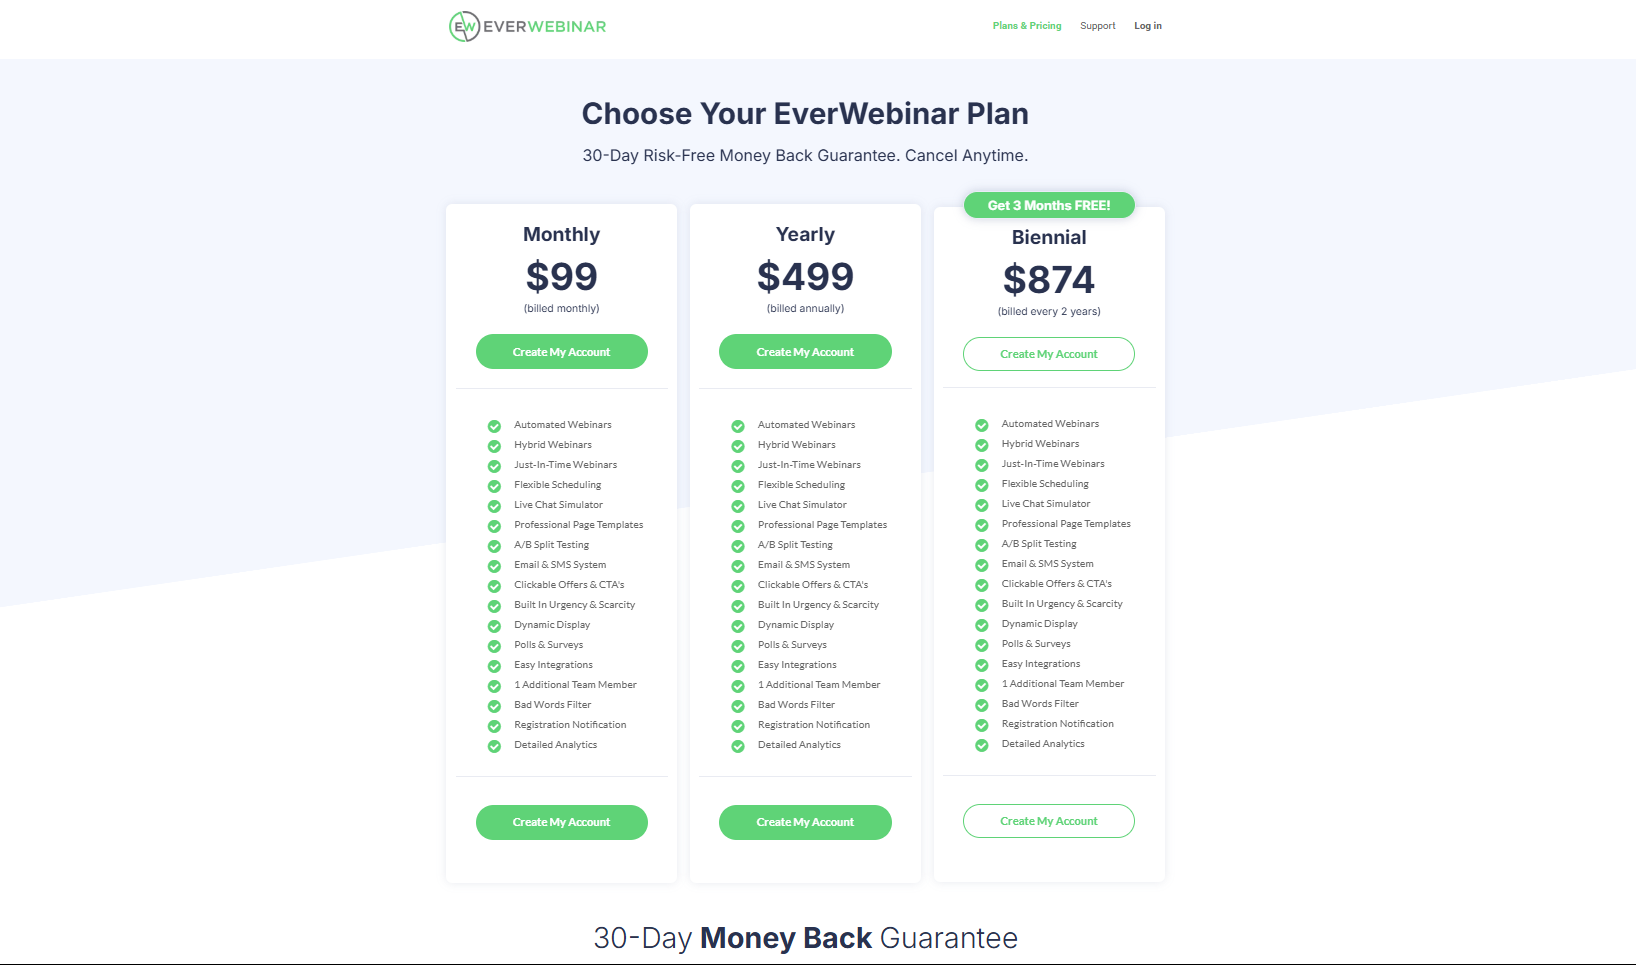 EW EVERWEBINAR
Plans & Pricing
Support
Log in
Choose Your EverWebinar Plan
30-Day Risk-Free Money Back Guarantee. Cancel Anytime.
Monthly
$99
(billed monthly)
Create My Account
Automated Webinars
Hybrid Webinars
Just-In-Time Webinars
Flexible Scheduling
Live Chat Simulator
Professional Page Templates
A/B Split Testing
Email & SMS System
Clickable Offers & CTA's
Built In Urgency & Scarcity
Dynamic Display
Polls & Surveys
Easy Integrations
1 Additional Team Member
Bad Words Filter
Registration Notification
Detailed Analytics
Create My Account
Yearly
$499
(billed annually)
Create My Account
Automated Webinars
Hybrid Webinars
Just-In-Time Webinars
Flexible Scheduling
Live Chat Simulator
Professional Page Templates
A/B Split Testing
Email & SMS System
Clickable Offers & CTA's
Built In Urgency & Scarcity
Dynamic Display
Polls & Surveys
Easy Integrations
1 Additional Team Member
Bad Words Filter
Registration Notification
Detailed Analytics
Create My Account
Get 3 Months FREE!
Biennial
$874
(billed every 2 years)
Create My Account
Automated Webinars
Hybrid Webinars
Just-In-Time Webinars
Flexible Scheduling
Live Chat Simulator
Professional Page Templates
A/B Split Testing
Email & SMS System
Clickable Offers & CTA's
Built In Urgency & Scarcity
Dynamic Display
Polls & Surveys
Easy Integrations
1 Additional Team Member
Bad Words Filter
Registration Notification
Detailed Analytics
Create My Account
30-Day Money Back Guarantee